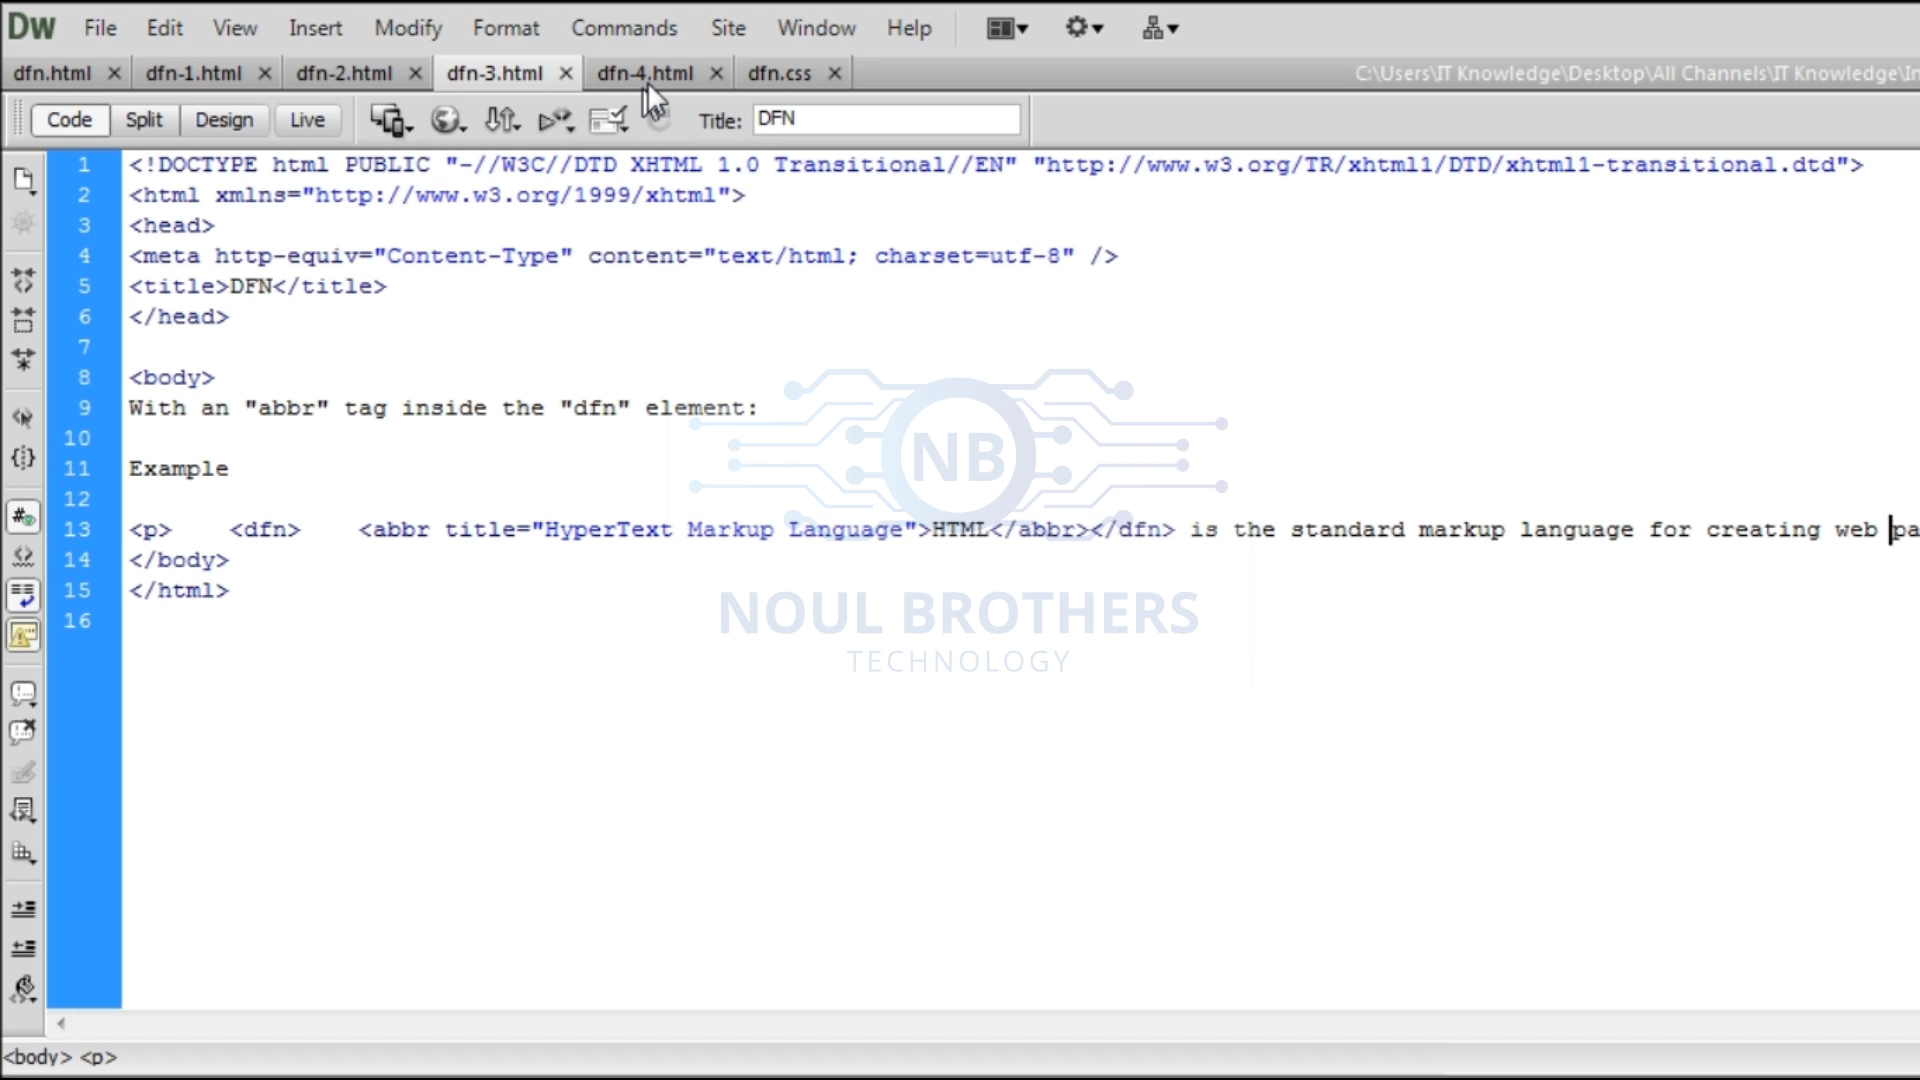 Dw File Edit View Insert Modify Format Commands Site Window Help
dfn.html × dfn-1.html × dfn-2.html × dfn-3.html × dfn-4.html × dfn.css × C:\Users\IT Knowledge\Desktop\All Channels\IT Knowledge\In
Code Split Design Live Title: DFN
1 <!DOCTYPE html PUBLIC "-//W3C//DTD XHTML 1.0 Transitional//EN" "http://www.w3.org/TR/xhtml1/DTD/xhtml1-transitional.dtd">
2 <html xmlns="http://www.w3.org/1999/xhtml">
3 <head>
4 <meta http-equiv="Content-Type" content="text/html; charset=utf-8" />
5 <title>DFN</title>
6 </head>
7
8 <body>
9 With an "abbr" tag inside the "dfn" element:
10
11 Example
12
13 <p>    <dfn>    <abbr title="HyperText Markup Language">HTML</abbr></dfn> is the standard markup language for creating web pa
14 </body>
15 </html>
16
NB
NOUL BROTHERS
TECHNOLOGY
<body> <p>